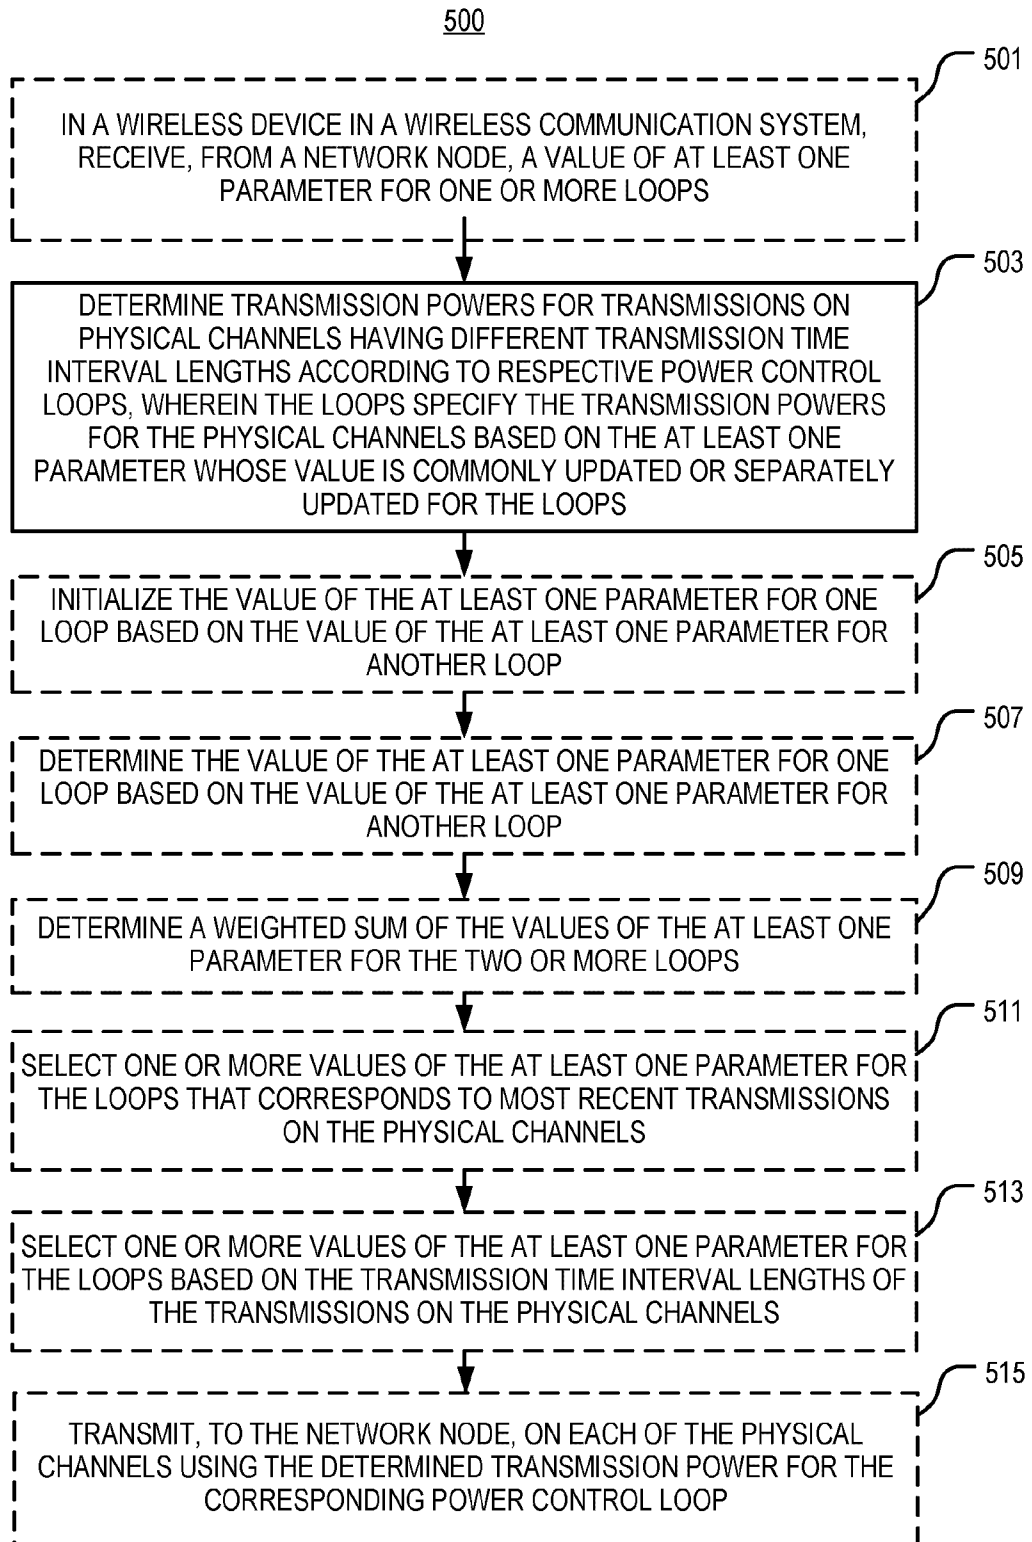 500
501
IN A WIRELESS DEVICE IN A WIRELESS COMMUNICATION SYSTEM,
RECEIVE, FROM A NETWORK NODE, A VALUE OF AT LEAST ONE
PARAMETER FOR ONE OR MORE LOOPS
503
DETERMINE TRANSMISSION POWERS FOR TRANSMISSIONS ON
PHYSICAL CHANNELS HAVING DIFFERENT TRANSMISSION TIME
INTERVAL LENGTHS ACCORDING TO RESPECTIVE POWER CONTROL
LOOPS, WHEREIN THE LOOPS SPECIFY THE TRANSMISSION POWERS
FOR THE PHYSICAL CHANNELS BASED ON THE AT LEAST ONE
PARAMETER WHOSE VALUE IS COMMONLY UPDATED OR SEPARATELY
UPDATED FOR THE LOOPS
505
INITIALIZE THE VALUE OF THE AT LEAST ONE PARAMETER FOR ONE
LOOP BASED ON THE VALUE OF THE AT LEAST ONE PARAMETER FOR
ANOTHER LOOP
507
DETERMINE THE VALUE OF THE AT LEAST ONE PARAMETER FOR ONE
LOOP BASED ON THE VALUE OF THE AT LEAST ONE PARAMETER FOR
ANOTHER LOOP
509
DETERMINE A WEIGHTED SUM OF THE VALUES OF THE AT LEAST ONE
PARAMETER FOR THE TWO OR MORE LOOPS
511
SELECT ONE OR MORE VALUES OF THE AT LEAST ONE PARAMETER FOR
THE LOOPS THAT CORRESPONDS TO MOST RECENT TRANSMISSIONS
ON THE PHYSICAL CHANNELS
513
SELECT ONE OR MORE VALUES OF THE AT LEAST ONE PARAMETER FOR
THE LOOPS BASED ON THE TRANSMISSION TIME INTERVAL LENGTHS OF
THE TRANSMISSIONS ON THE PHYSICAL CHANNELS
515
TRANSMIT, TO THE NETWORK NODE, ON EACH OF THE PHYSICAL
CHANNELS USING THE DETERMINED TRANSMISSION POWER FOR THE
CORRESPONDING POWER CONTROL LOOP